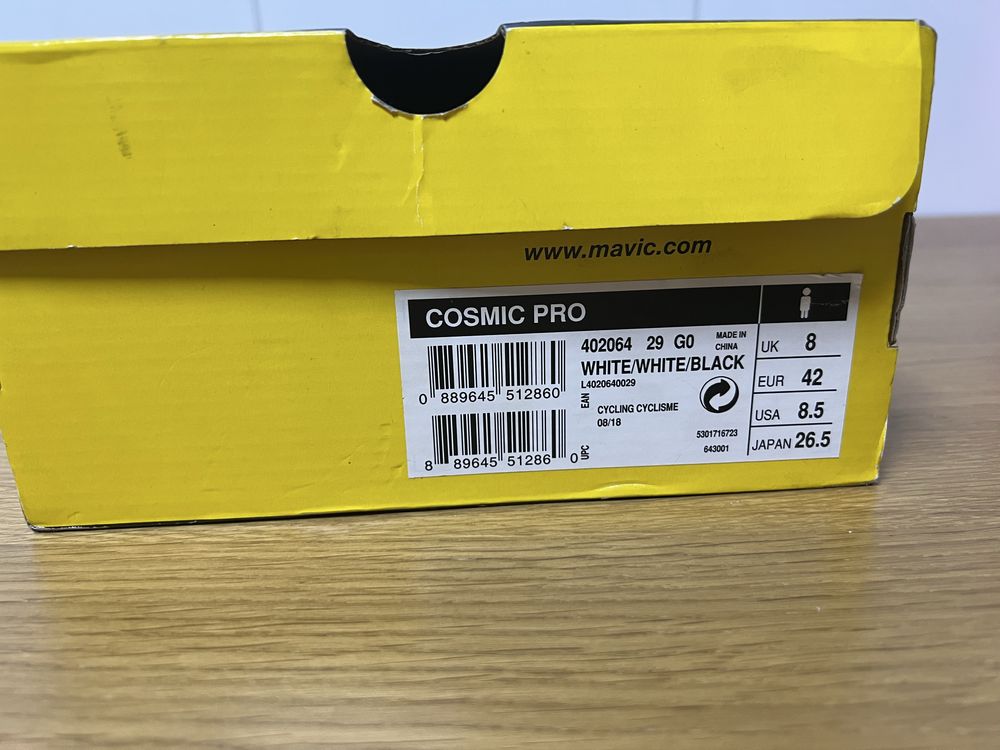 www.mavic.com
COSMIC PRO
402064 29 G0
MADE IN
CHINA
WHITE/WHITE/BLACK
L4020640029
0 889645 512860
EAN
CYCLING CYCLISME
08/18
5301716723
643001
8 89645 51286 0
UPC
UK 8
EUR 42
USA 8.5
JAPAN 26.5